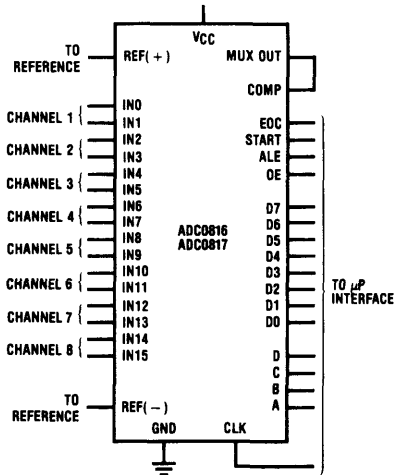 VCC
TO
REFERENCE
REF(+)
MUX OUT
COMP
CHANNEL 1
IN0
IN1
CHANNEL 2
IN2
IN3
CHANNEL 3
IN4
IN5
CHANNEL 4
IN6
IN7
CHANNEL 5
IN8
IN9
CHANNEL 6
IN10
IN11
CHANNEL 7
IN12
IN13
CHANNEL 8
IN14
IN15
ADC0816
ADC0817
EOC
START
ALE
OE
D7
D6
D5
D4
D3
D2
D1
D0
D
C
B
A
TO μP
INTERFACE
TO
REFERENCE
REF(−)
GND
CLK